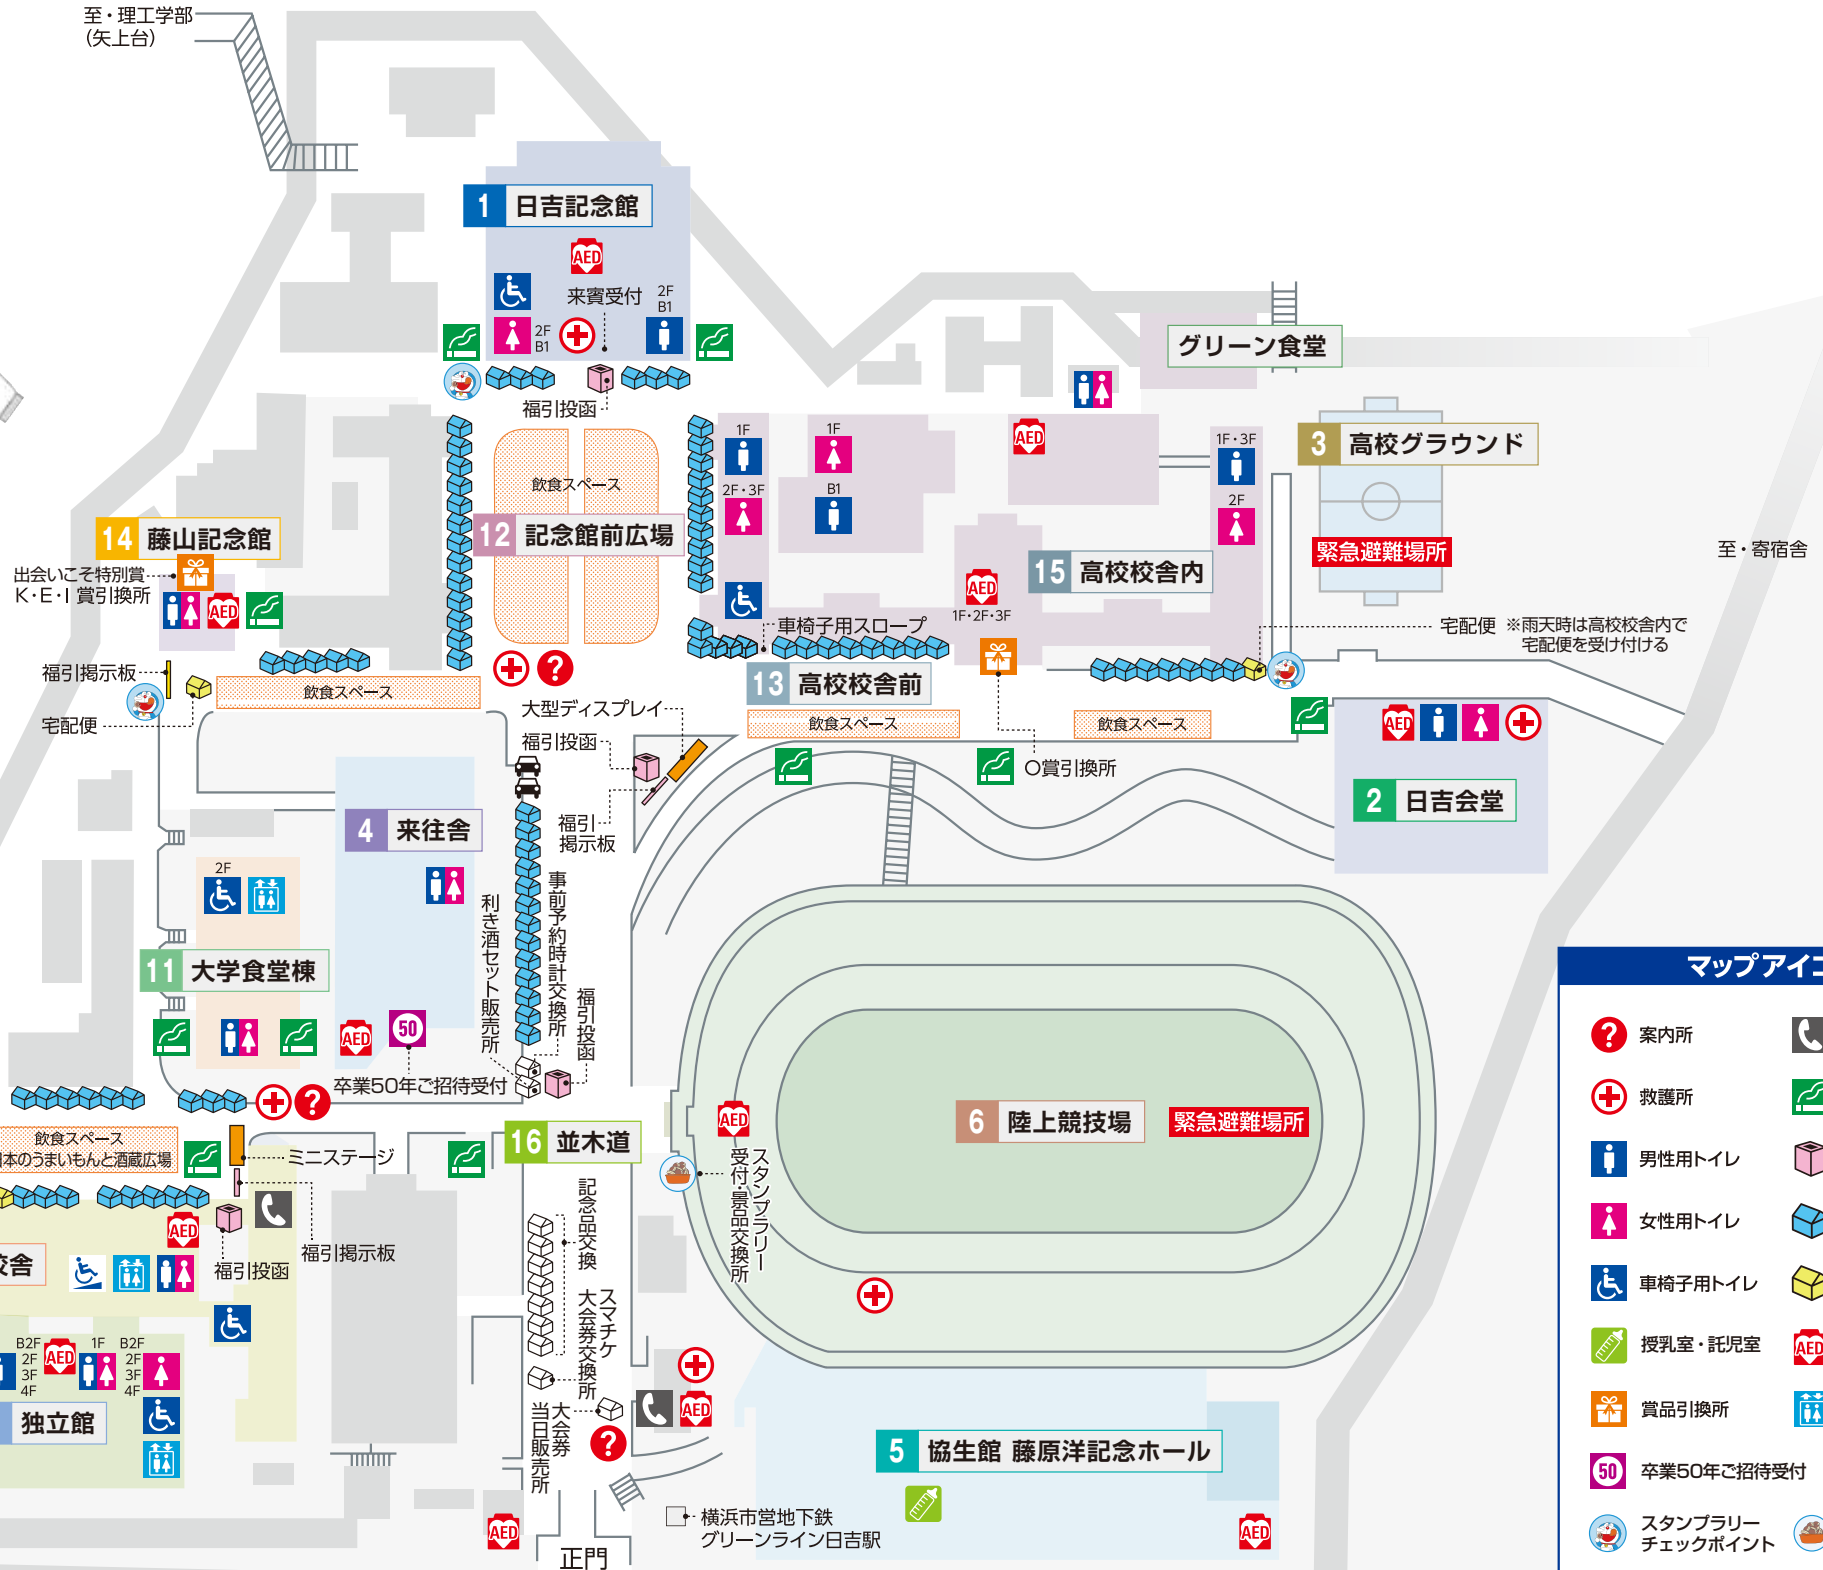 至・理工学部
(矢上台)
1 日吉記念館
AED
来賓受付
2F
B1
2F
B1
福引投函
グリーン食堂
1F
2F・3F
1F
B1
AED
1F・3F
2F
3 高校グラウンド
緊急避難場所
至・寄宿舎
飲食スペース
12 記念館前広場
14 藤山記念館
出会いこそ特別賞
K・E・I 賞引換所
AED
15 高校校舎内
AED
1F・2F・3F
車椅子用スロープ
宅配便 ※雨天時は高校校舎内で
宅配便を受け付ける
福引掲示板
宅配便
飲食スペース
13 高校校舎前
飲食スペース
飲食スペース
大型ディスプレイ
福引投函
福引
掲示板
〇賞引換所
AED
2 日吉会堂
4 来往舎
2F
11 大学食堂棟
利き酒セット販売所
事前予約時計交換所
福引投函
AED
50
卒業50年ご招待受付
飲食スペース
本のうまいもんと酒蔵広場
ミニステージ
16 並木道
AED
6 陸上競技場
緊急避難場所
スタンプラリー
受付・景品交換所
AED
福引投函
福引掲示板
校舎
記念品交換
スマチケ
大会券交換所
大会券
当日販売所
B2F
2F
3F
4F
AED
1F
B2F
2F
3F
4F
独立館
AED
5 協生館 藤原洋記念ホール
AED
AED
横浜市営地下鉄
グリーンライン日吉駅
正門
マップアイコ
案内所
救護所
男性用トイレ
女性用トイレ
車椅子用トイレ
授乳室・託児室
AED
賞品引換所
50 卒業50年ご招待受付
スタンプラリー
チェックポイント